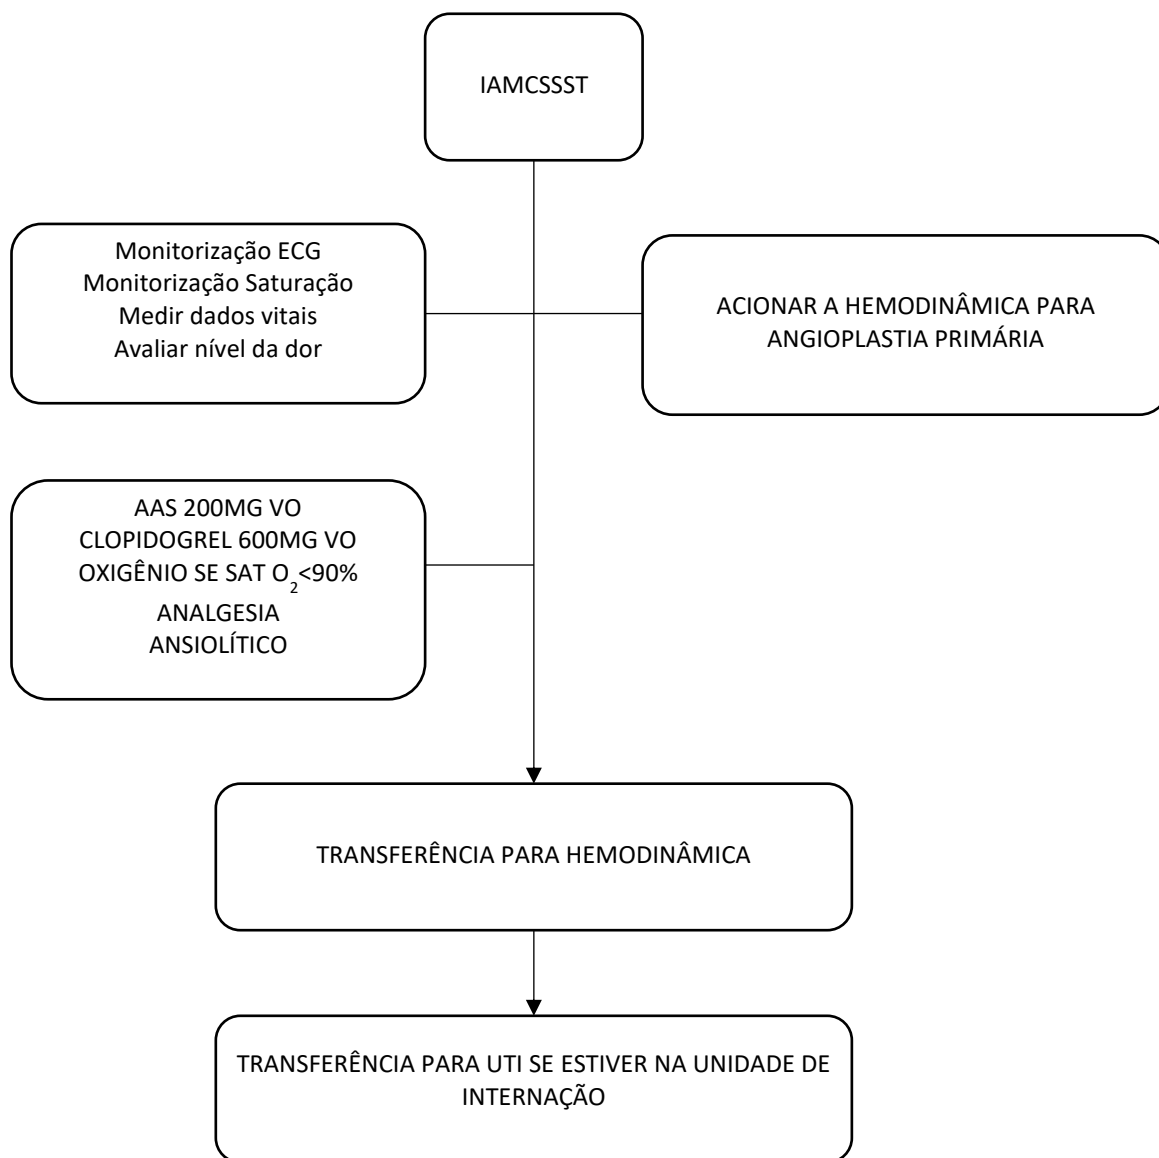 IAMCSSST
Monitorização ECG
Monitorização Saturação
Medir dados vitais
Avaliar nível da dor
ACIONAR A HEMODINÂMICA PARA
ANGIOPLASTIA PRIMÁRIA
AAS 200MG VO
CLOPIDOGREL 600MG VO
OXIGÊNIO SE SAT O₂<90%
ANALGESIA
ANSIOLÍTICO
TRANSFERÊNCIA PARA HEMODINÂMICA
TRANSFERÊNCIA PARA UTI SE ESTIVER NA UNIDADE DE
INTERNAÇÃO